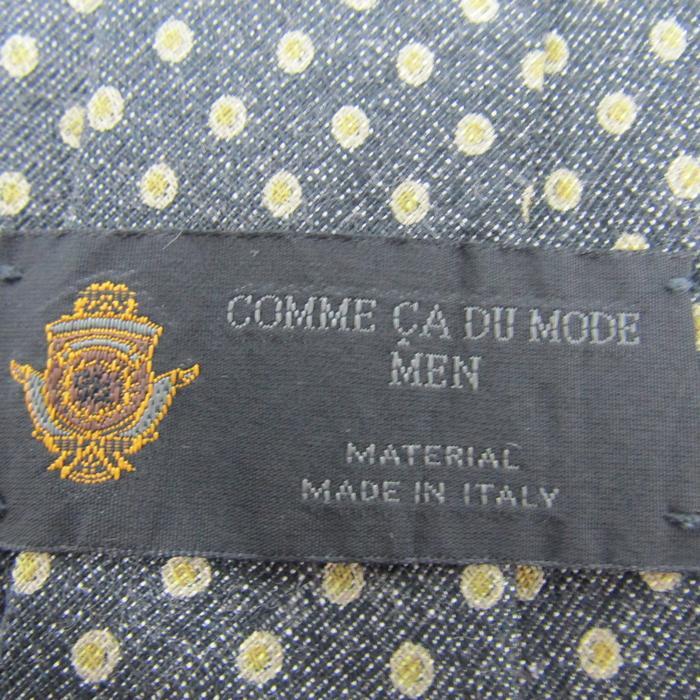 COMME ÇA DU MODE
MEN
MATERIAL
MADE IN ITALY